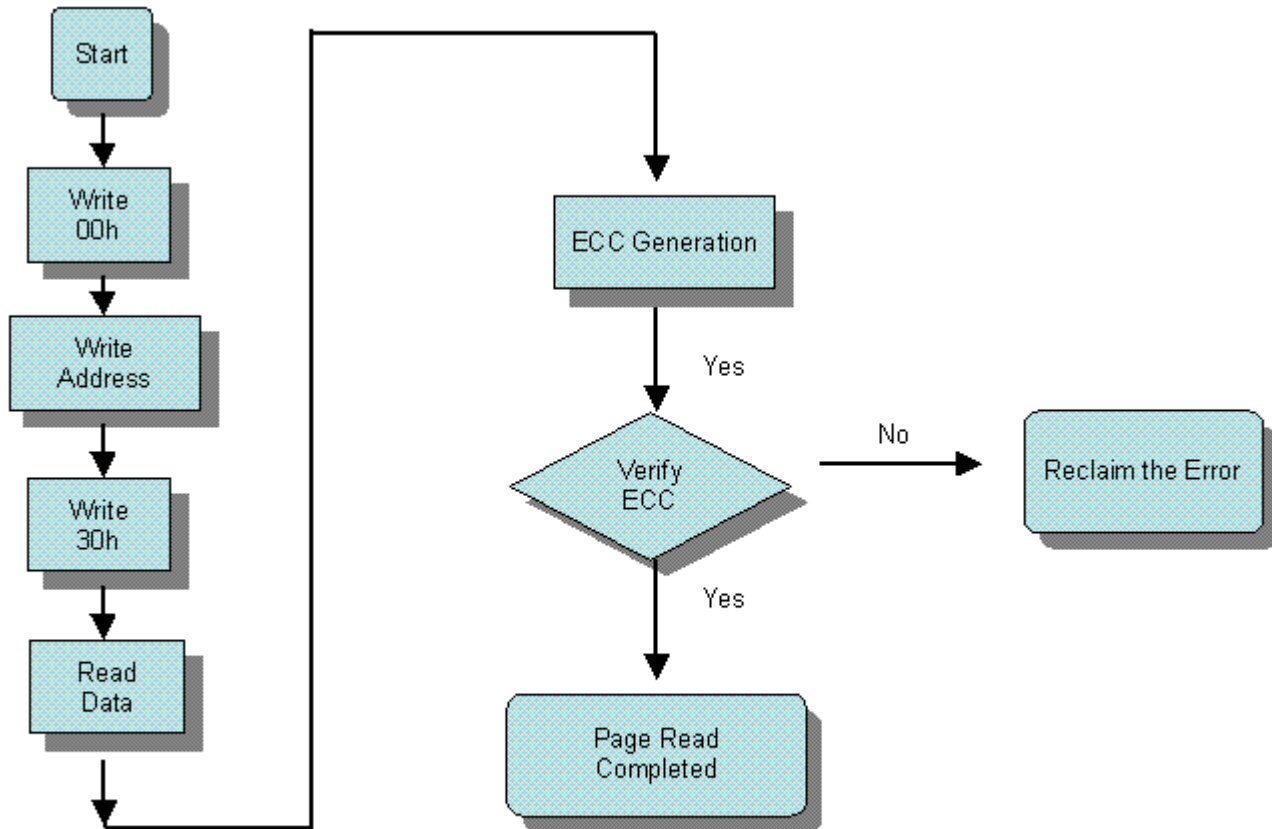 Start
Write
00h
Write
Address
Write
30h
Read
Data
ECC Generation
Yes
Verify
ECC
No
Reclaim the Error
Yes
Page Read
Completed